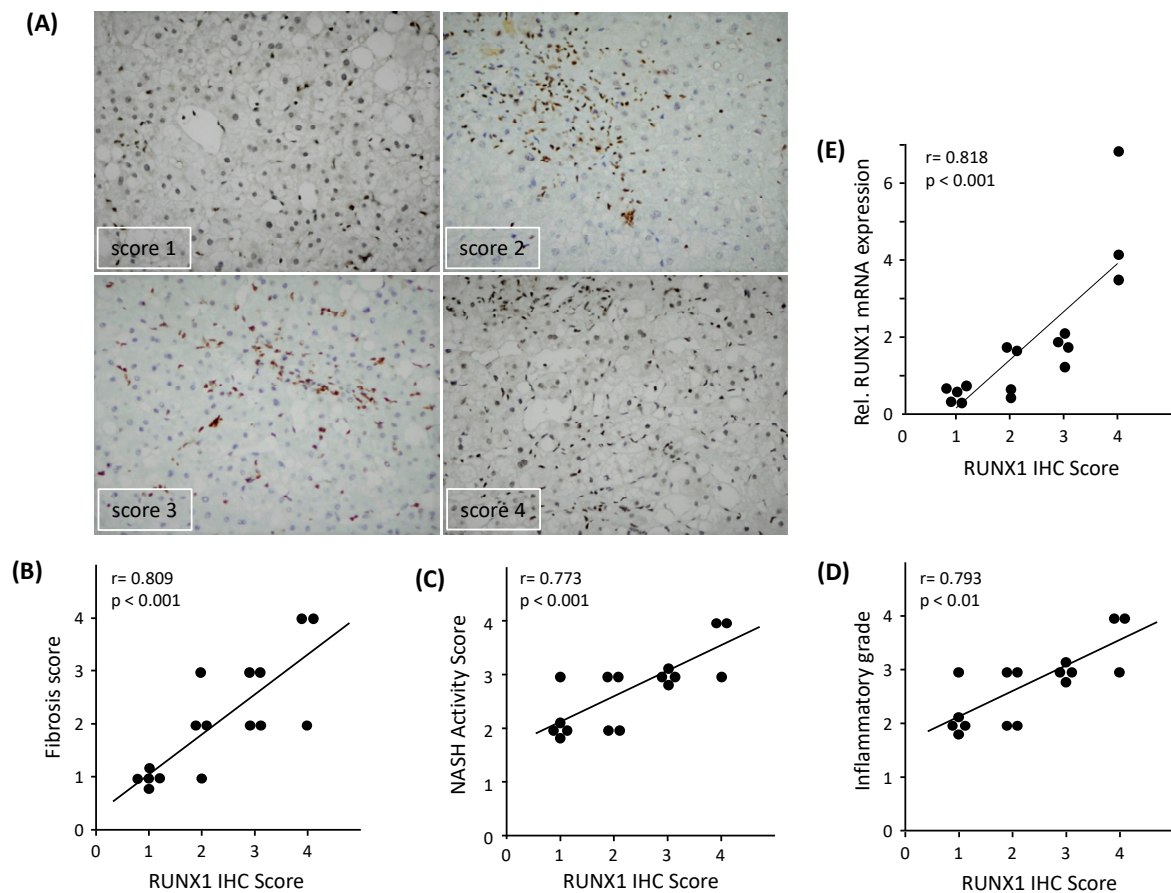 (A)
score 1
score 2
score 3
score 4
(E)
r= 0.818
p < 0.001
Rel. RUNX1 mRNA expression
6
4
2
0
0 1 2 3 4
RUNX1 IHC Score
(B)
r= 0.809
p < 0.001
Fibrosis score
4
3
2
1
0
0 1 2 3 4
RUNX1 IHC Score
(C)
r= 0.773
p < 0.001
NASH Activity Score
4
3
2
1
0
0 1 2 3 4
RUNX1 IHC Score
(D)
r= 0.793
p < 0.01
Inflammatory grade
4
3
2
1
0
0 1 2 3 4
RUNX1 IHC Score